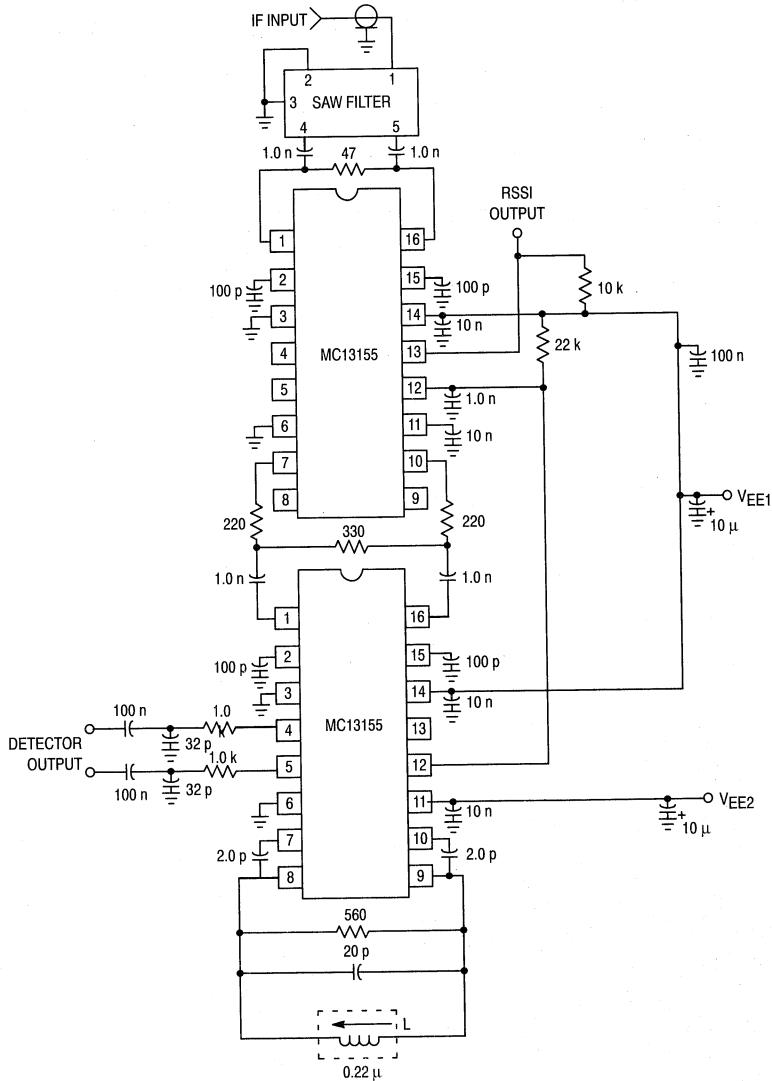 IF INPUT
2 1
3 SAW FILTER
4 5
1.0 n 47 1.0 n
RSSI
OUTPUT
1 16
2 15
100 p 100 p
10 k
3 14
10 n
4 MC13155 13
22 k
100 n
5 12
1.0 n
6 11
10 n
7 10
8 9
VEE1
+
10 μ
220 330 220
1.0 n 1.0 n
1 16
2 15
100 p 100 p
3 14
10 n
100 n 1.0 4 MC13155 13
DETECTOR
OUTPUT
32 p
1.0 k
5 12
100 n 32 p
6 11
10 n
VEE2
+
10 μ
7 10
2.0 p 2.0 p
8 9
560
20 p
L
0.22 μ